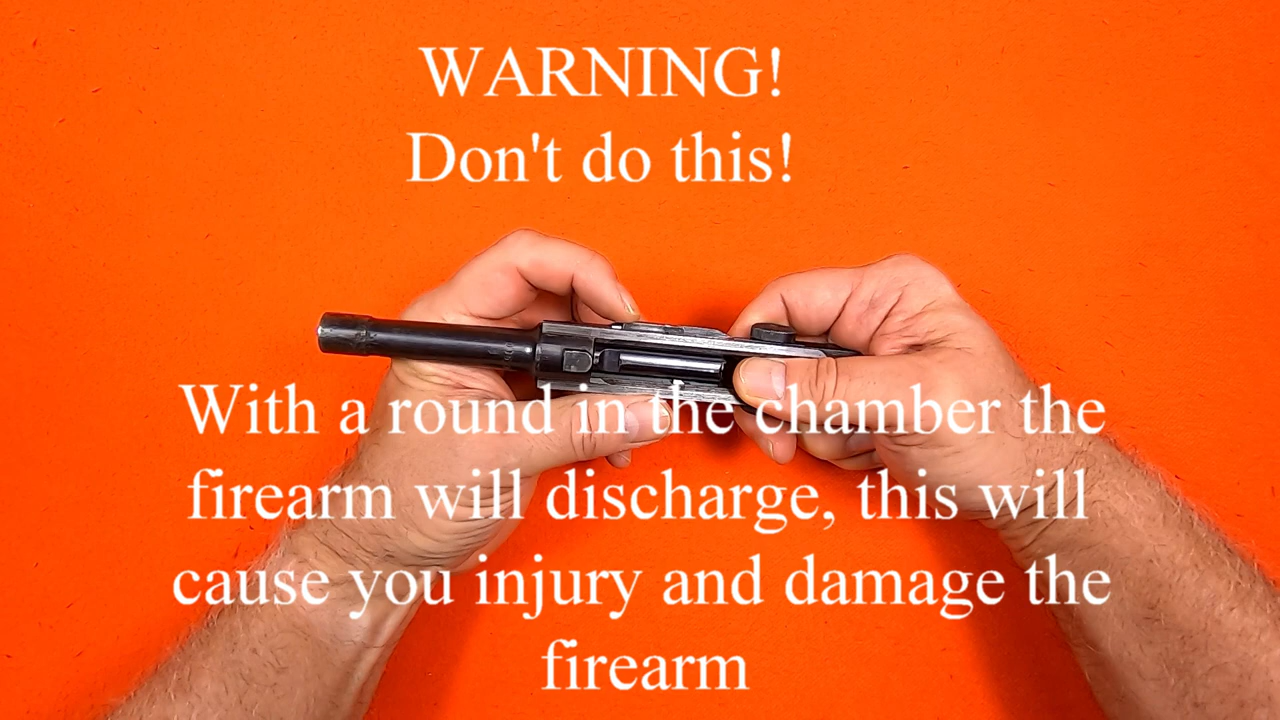 WARNING!
Don't do this!
With a round in the chamber the
firearm will discharge, this will
cause you injury and damage the
firearm